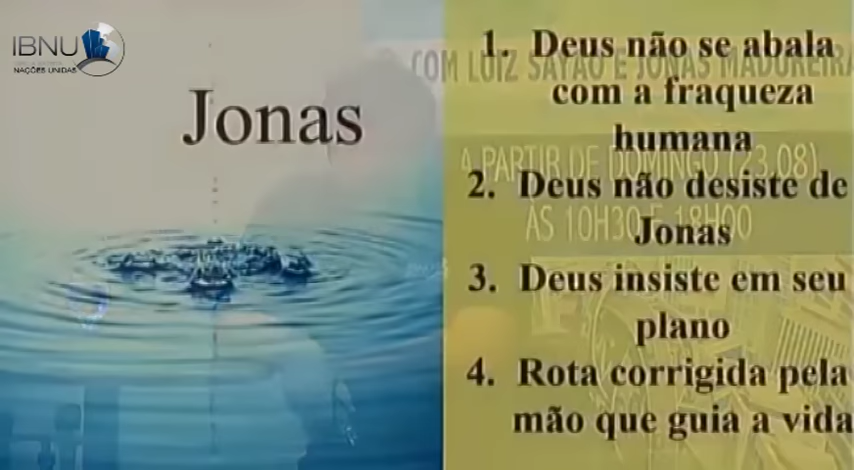 IBNU
NAÇÕES UNIDAS
Jonas
1. Deus não se abala
com a fraqueza
humana
2. Deus não desiste de
Jonas
3. Deus insiste em seu
plano
4. Rota corrigida pela
mão que guia a vida
COM LUIZ SAYÃO E JONAS MADUREIRA
A PARTIR DE DOMINGO (23.08)
ÀS 10H30 E 18H00
IBNU